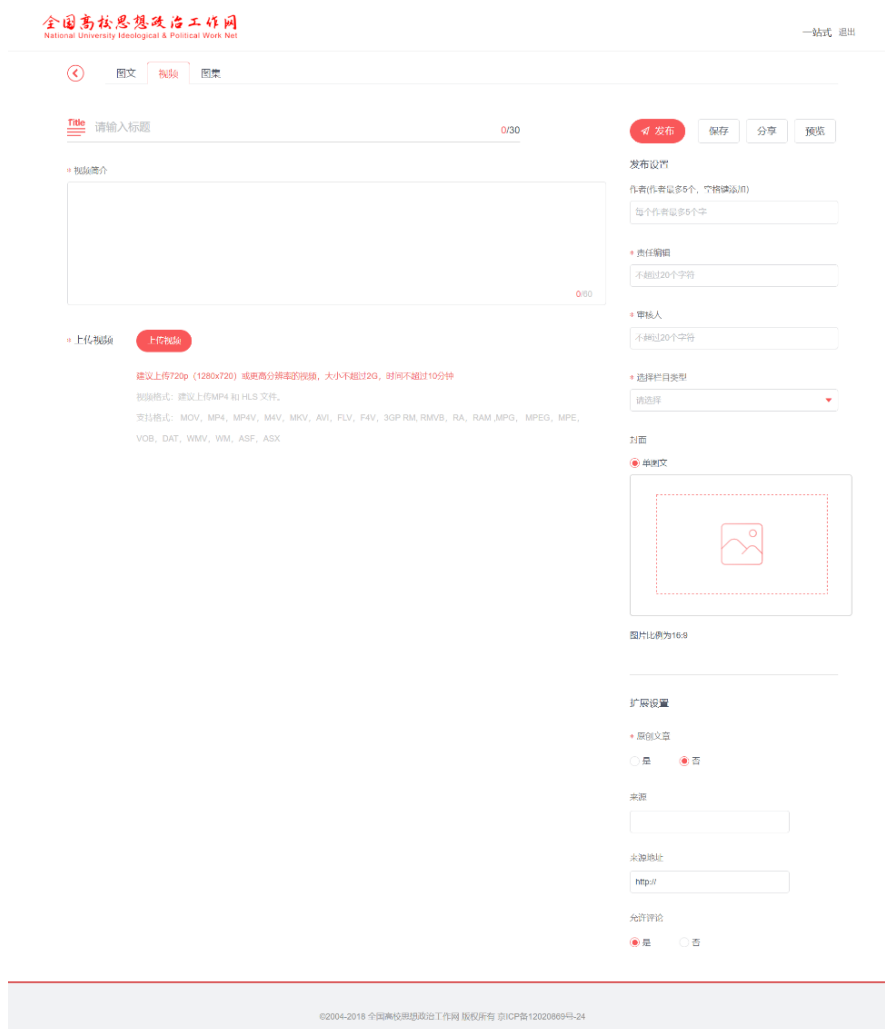 全国高校思想政治工作网
National University Ideological & Political Work Net
一站式 退出
图文 视频 图集
Title 请输入标题 0/30
发布 保存 分享 预览
* 视频简介
0/60
发布设置
作者(作者最多5个，空格键添加)
每个作者最多6个字
* 责任编辑
不超过20个字符
* 审核人
不超过20个字符
* 上传视频 上传视频
建议上传720p（1280x720）或更高分辨率的视频，大小不超过2G，时间不超过10分钟
视频格式：建议上传MP4 和 HLS 文件。
支持格式： MOV，MP4，MP4V，M4V，MKV，AVI，FLV，F4V，3GP RM, RMVB，RA，RAM ,MPG， MPEG，MPE，
VOB，DAT，WMV，WM，ASF，ASX
* 选择栏目类型
请选择
封面
单图文
图片比例为16:9
扩展设置
* 原创文章
是 否
来源
来源地址
http://
允许评论
是 否
©2004-2018 全国高校思想政治工作网 版权所有 京ICP备12020869号-24